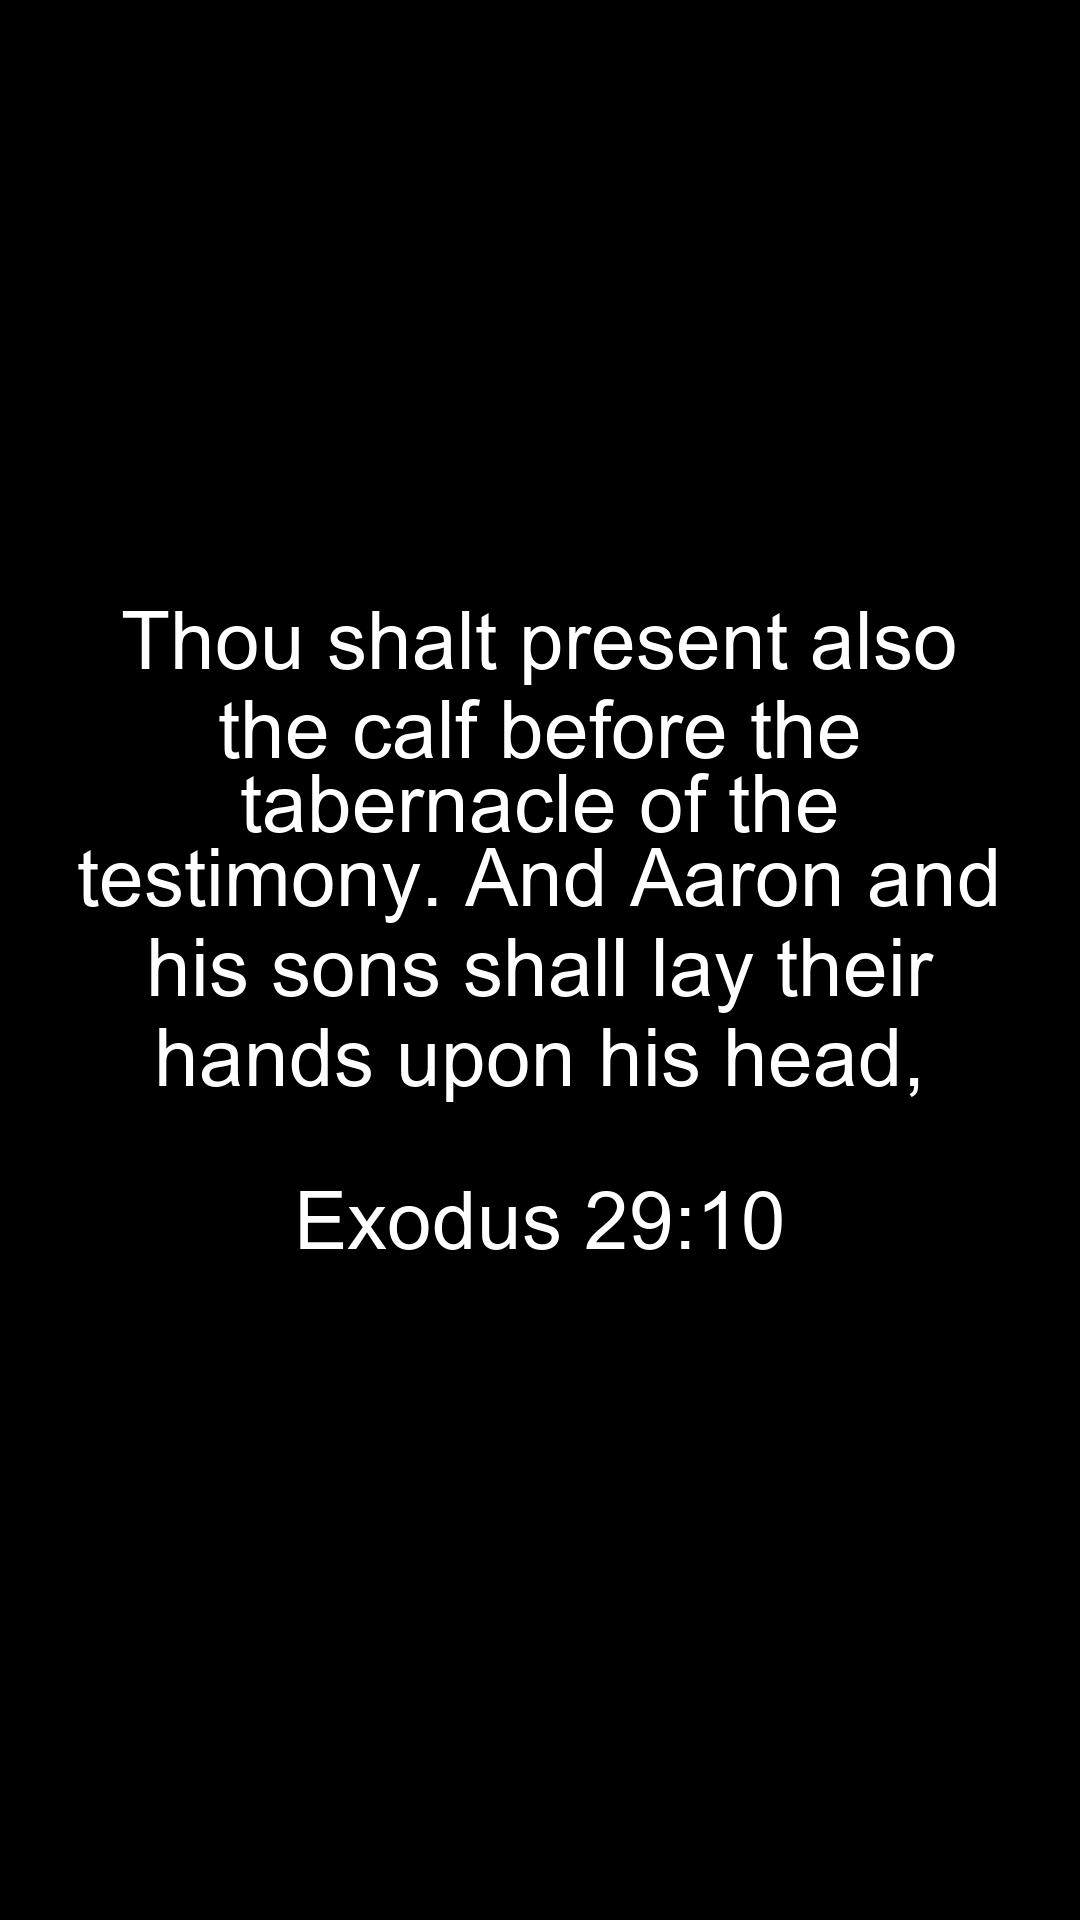 Thou shalt present also
the calf before the
tabernacle of the
testimony. And Aaron and
his sons shall lay their
hands upon his head,
Exodus 29:10